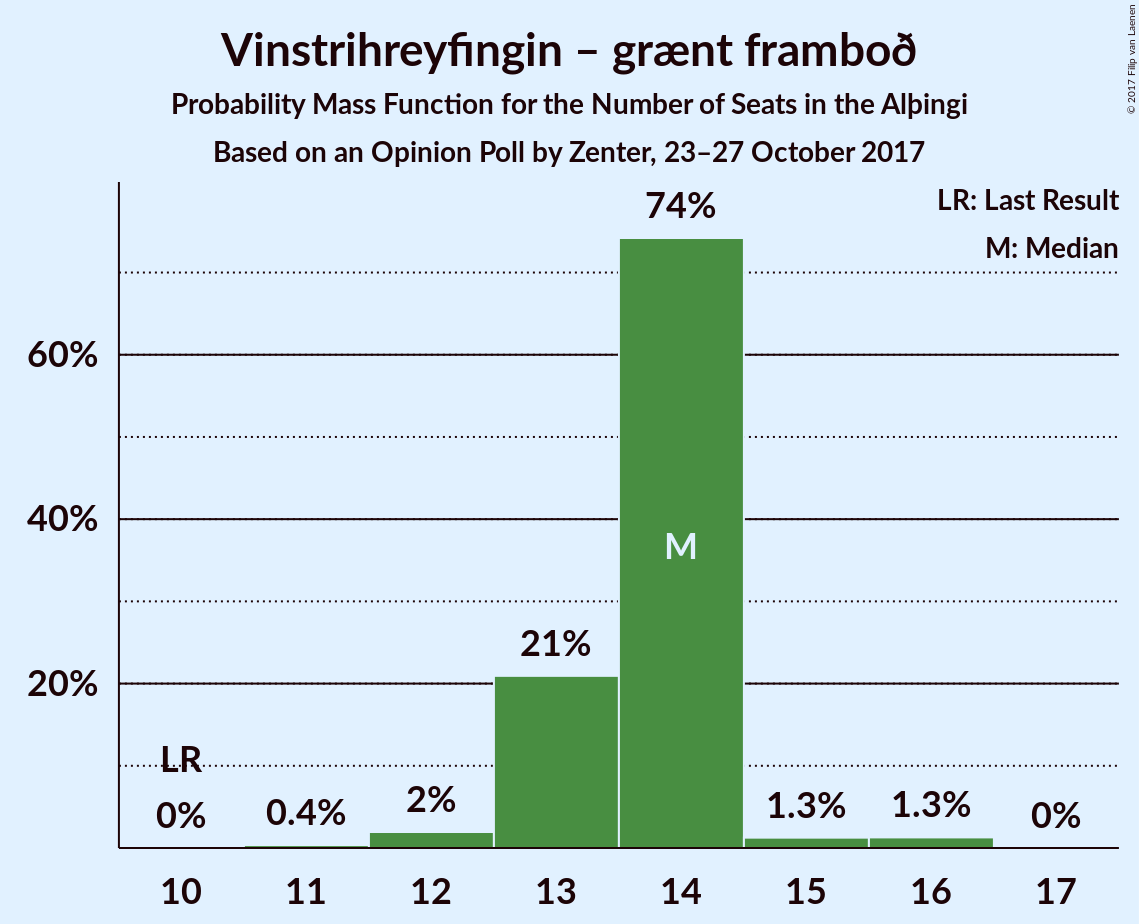 Vinstrihreyfingin – grænt framboð
Probability Mass Function for the Number of Seats in the Alþingi
Based on an Opinion Poll by Zenter, 23–27 October 2017
© 2017 Filip van Laenen
LR: Last Result
M: Median
60%
40%
20%
LR
0%
0.4%
2%
21%
74%
M
1.3%
1.3%
0%
10 11 12 13 14 15 16 17